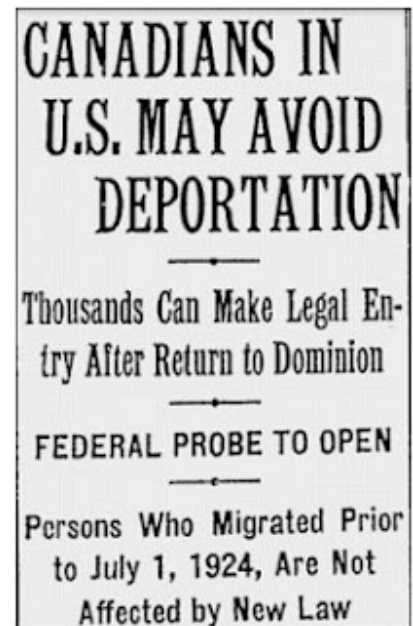 CANADIANS IN
U.S. MAY AVOID
DEPORTATION
Thousands Can Make Legal En-
try After Return to Dominion
FEDERAL PROBE TO OPEN
Persons Who Migrated Prior
to July 1, 1924, Are Not
Affected by New Law